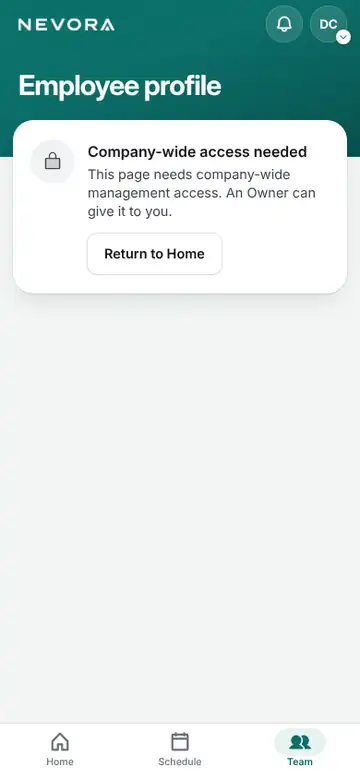 NEVORA
DC
Employee profile
Company-wide access needed
This page needs company-wide
management access. An Owner can
give it to you.
Return to Home
Home
Schedule
Team